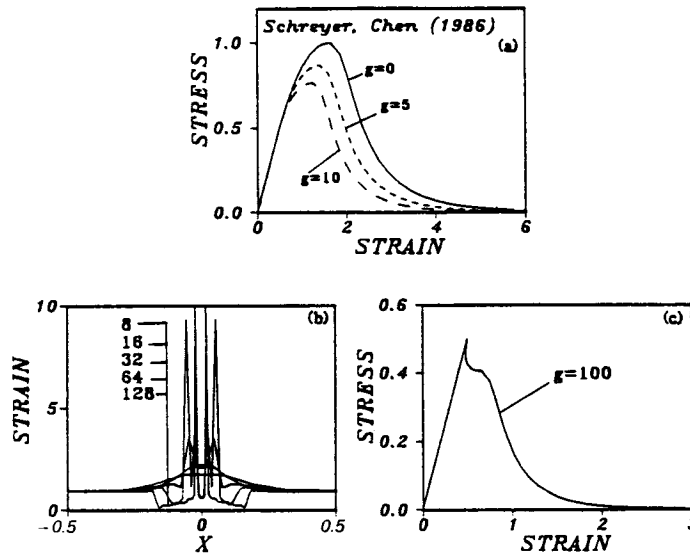 Schreyer, Chen (1986)
(a)
STRESS
1.0
0.5
0.0
g=0
g=5
g=10
0
2
4
6
STRAIN
(b)
STRAIN
10
5
0
8
16
32
64
128
-0.5
0
0.5
X
(c)
STRESS
0.6
0.4
0.2
0.0
g=100
0
1
2
3
STRAIN